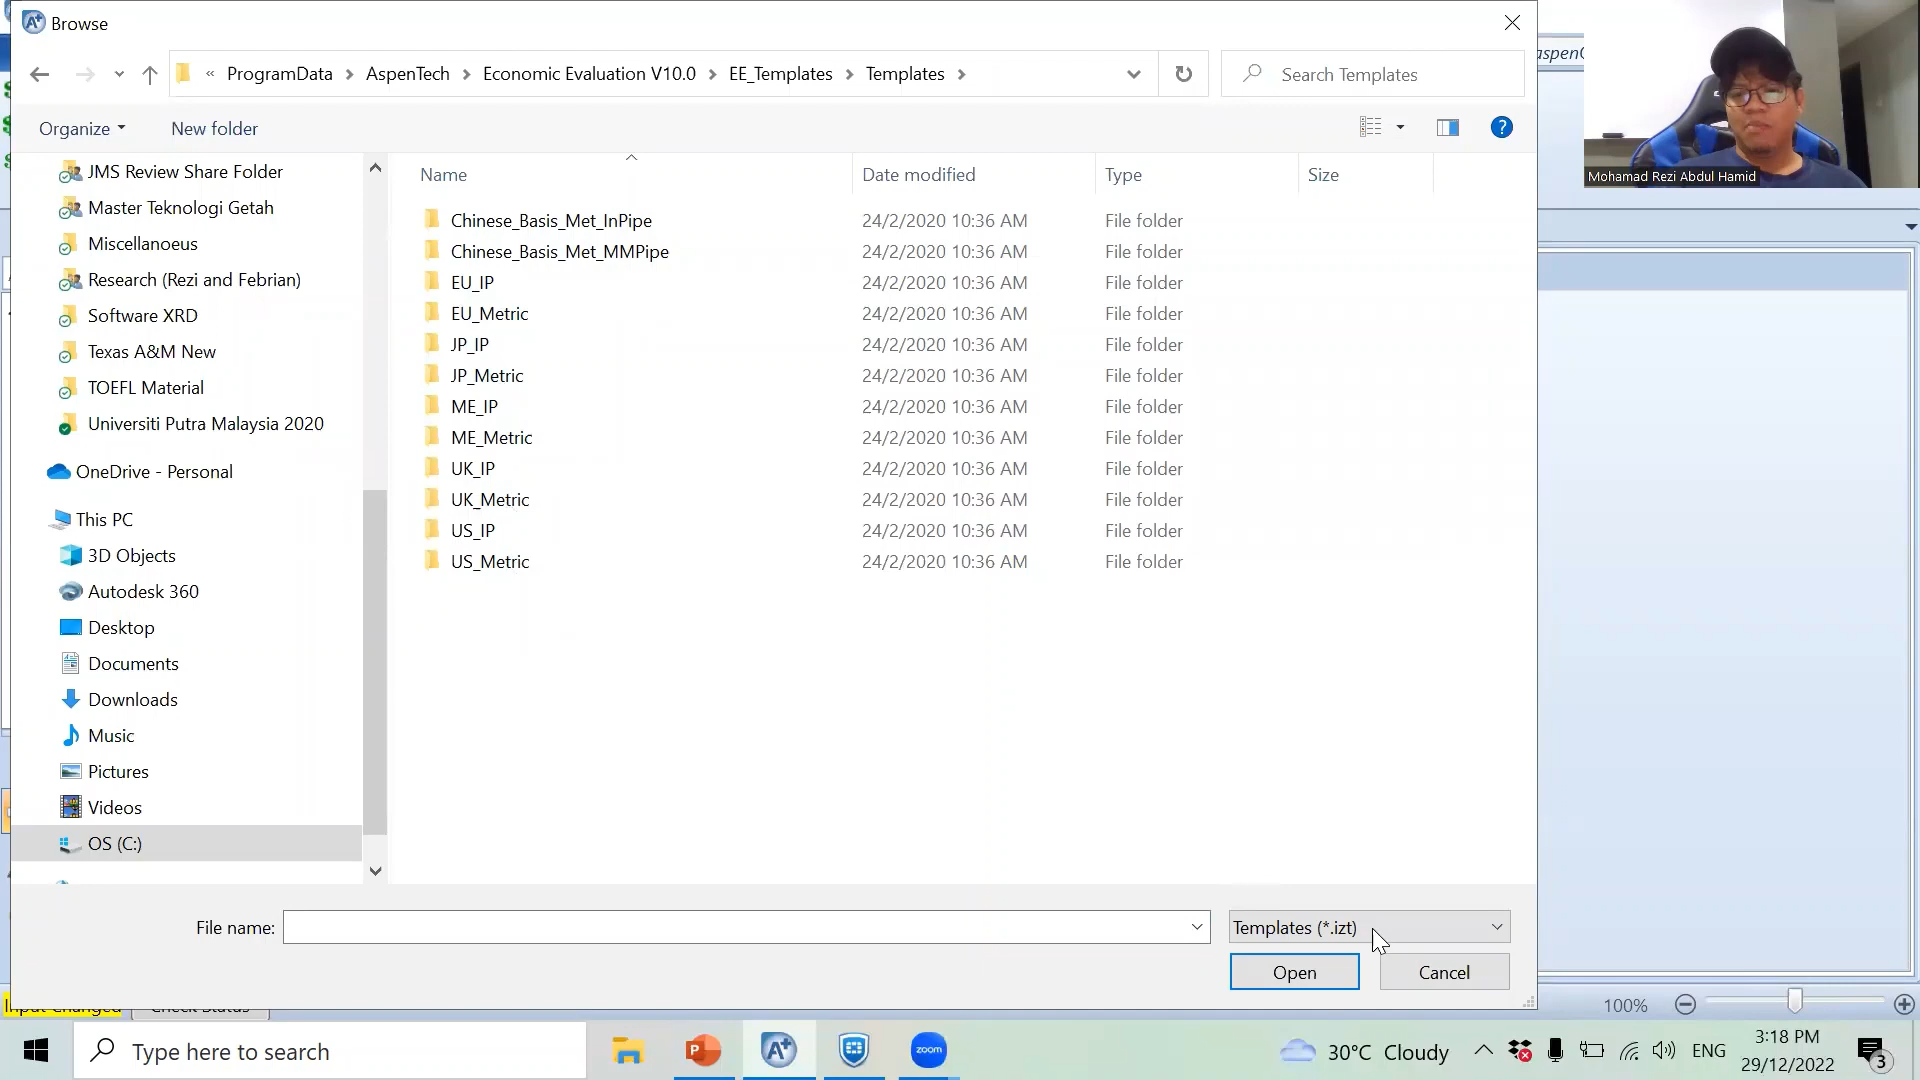 Browse
« ProgramData > AspenTech > Economic Evaluation V10.0 > EE_Templates > Templates >
Search Templates
Organize
New folder
aspenO
Mohamad Rezi Abdul Hamid
JMS Review Share Folder
Master Teknologi Getah
Miscellanoeus
Research (Rezi and Febrian)
Software XRD
Texas A&M New
TOEFL Material
Universiti Putra Malaysia 2020
OneDrive - Personal
This PC
3D Objects
Autodesk 360
Desktop
Documents
Downloads
Music
Pictures
Videos
OS (C:)
Name Date modified Type Size
Chinese_Basis_Met_InPipe 24/2/2020 10:36 AM File folder
Chinese_Basis_Met_MMPipe 24/2/2020 10:36 AM File folder
EU_IP 24/2/2020 10:36 AM File folder
EU_Metric 24/2/2020 10:36 AM File folder
JP_IP 24/2/2020 10:36 AM File folder
JP_Metric 24/2/2020 10:36 AM File folder
ME_IP 24/2/2020 10:36 AM File folder
ME_Metric 24/2/2020 10:36 AM File folder
UK_IP 24/2/2020 10:36 AM File folder
UK_Metric 24/2/2020 10:36 AM File folder
US_IP 24/2/2020 10:36 AM File folder
US_Metric 24/2/2020 10:36 AM File folder
File name:
Templates (*.izt)
Open
Cancel
Input Changed
Check Status
100%
Type here to search
zoom
30°C Cloudy
ENG
3:18 PM
29/12/2022
3